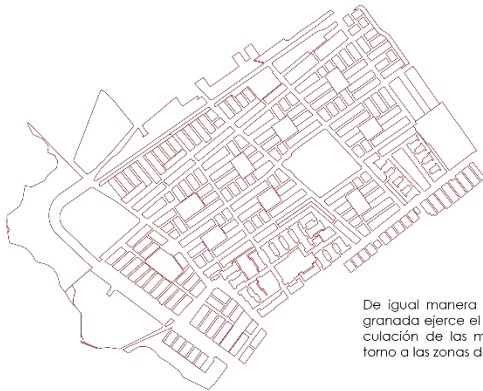 De igual manera
granada ejerce el
culación de las m
torno a las zonas d